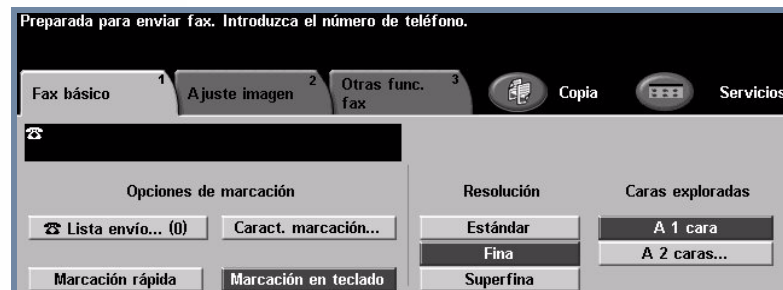 Preparada para enviar fax. Introduzca el número de teléfono.
Fax básico 1
Ajuste imagen 2
Otras func. fax 3
Copia
Servicios
Opciones de marcación
Resolución
Caras exploradas
Lista envío... (0)
Caract. marcación...
Estándar
A 1 cara
Fina
A 2 caras...
Marcación rápida
Marcación en teclado
Superfina